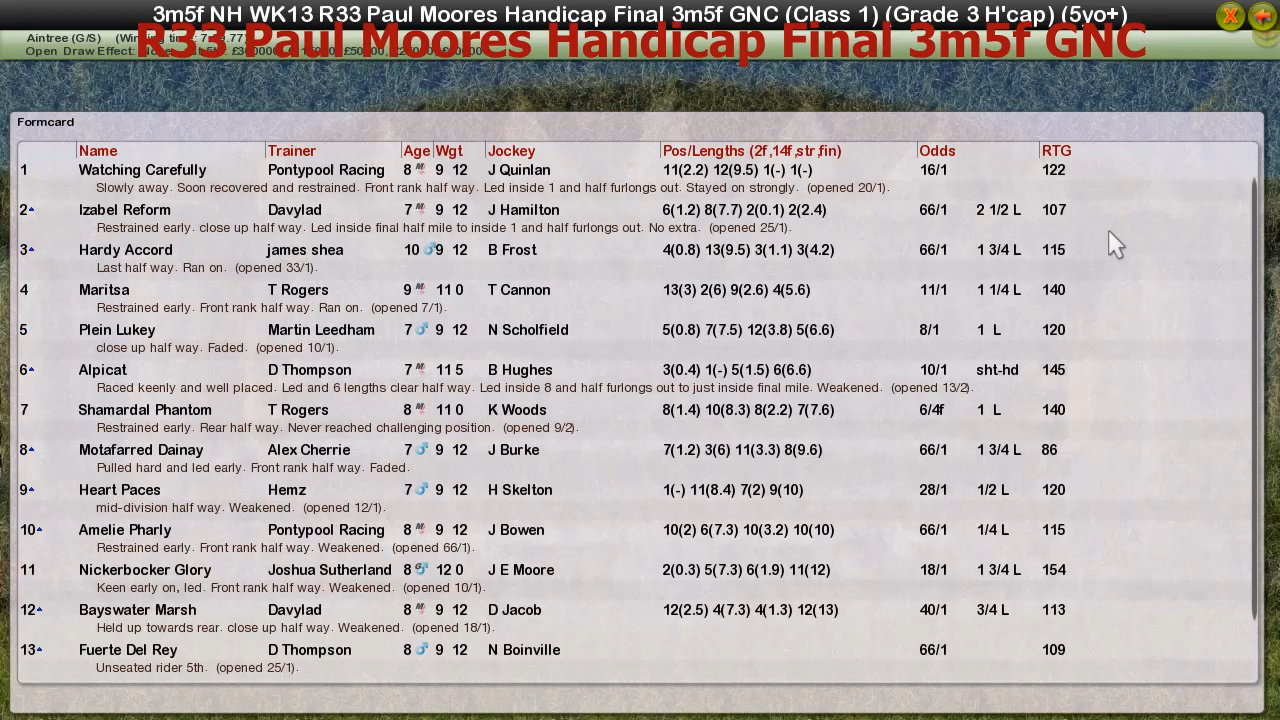 3m5f NH WK13 R33 Paul Moores Handicap Final 3m5f GNC (Class 1) (Grade 3 H'cap) (5yo+)
R33 Paul Moores Handicap Final 3m5f GNC
Aintree (G/S)
Open Draw Effect:
Formcard
Name Trainer Age Wgt Jockey Pos/Lengths (2f,14f,str,fin) Odds RTG
1 Watching Carefully Pontypool Racing 8 9 12 J Quinlan 11(2.2) 12(9.5) 1(-) 1(-) 16/1 122
Slowly away. Soon recovered and restrained. Front rank half way. Led inside 1 and half furlongs out. Stayed on strongly. (opened 20/1).
2 Izabel Reform Davylad 7 9 12 J Hamilton 6(1.2) 8(7.7) 2(0.1) 2(2.4) 66/1 2 1/2 L 107
Restrained early. close up half way. Led inside final half mile to inside 1 and half furlongs out. No extra. (opened 25/1).
3 Hardy Accord james shea 10 9 12 B Frost 4(0.8) 13(9.5) 3(1.1) 3(4.2) 66/1 1 3/4 L 115
Last half way. Ran on. (opened 33/1).
4 Maritsa T Rogers 9 11 0 T Cannon 13(3) 2(6) 9(2.6) 4(5.6) 11/1 1 1/4 L 140
Restrained early. Front rank half way. Ran on. (opened 7/1).
5 Plein Lukey Martin Leedham 7 9 12 N Scholfield 5(0.8) 7(7.5) 12(3.8) 5(6.6) 8/1 1 L 120
close up half way. Faded. (opened 10/1).
6 Alpicat D Thompson 7 11 5 B Hughes 3(0.4) 1(-) 5(1.5) 6(6.6) 10/1 sht-hd 145
Raced keenly and well placed. Led and 6 lengths clear half way. Led inside 8 and half furlongs out to just inside final mile. Weakened. (opened 13/2).
7 Shamardal Phantom T Rogers 8 11 0 K Woods 8(1.4) 10(8.3) 8(2.2) 7(7.6) 6/4f 1 L 140
Restrained early. Rear half way. Never reached challenging position. (opened 9/2).
8 Motafarred Dainay Alex Cherrie 7 9 12 J Burke 7(1.2) 3(6) 11(3.3) 8(9.6) 66/1 1 3/4 L 86
Pulled hard and led early. Front rank half way. Faded.
9 Heart Paces Hemz 7 9 12 H Skelton 1(-) 11(8.4) 7(2) 9(10) 28/1 1/2 L 120
mid-division half way. Weakened. (opened 12/1).
10 Amelie Pharly Pontypool Racing 8 9 12 J Bowen 10(2) 6(7.3) 10(3.2) 10(10) 66/1 1/4 L 115
Restrained early. Front rank half way. Weakened. (opened 66/1).
11 Nickerbocker Glory Joshua Sutherland 8 12 0 J E Moore 2(0.3) 5(7.3) 6(1.9) 11(12) 18/1 1 3/4 L 154
Keen early on, led. Front rank half way. Weakened. (opened 10/1).
12 Bayswater Marsh Davylad 8 9 12 D Jacob 12(2.5) 4(7.3) 4(1.3) 12(13) 40/1 3/4 L 113
Held up towards rear. close up half way. Weakened. (opened 18/1).
13 Fuerte Del Rey D Thompson 8 9 12 N Boinville 66/1 109
Unseated rider 5th. (opened 25/1).